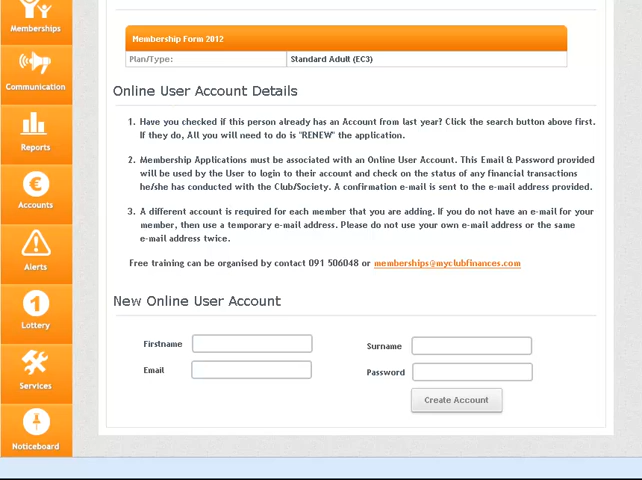 Memberships
Communication
Reports
Accounts
Alerts
1
Lottery
Services
Noticeboard
Membership Form 2012
Plan/Type: Standard Adult (EC3)
Online User Account Details
1. Have you checked if this person already has an Account from last year? Click the search button above first.
If they do, All you will need to do is "RENEW" the application.
2. Membership Applications must be associated with an Online User Account. This Email & Password provided
will be used by the User to login to their account and check on the status of any financial transactions
he/she has conducted with the Club/Society. A confirmation e-mail is sent to the e-mail address provided.
3. A different account is required for each member that you are adding. If you do not have an e-mail for your
member, then use a temporary e-mail address. Please do not use your own e-mail address or the same
e-mail address twice.
Free training can be organised by contact 091 506048 or memberships@myclubfinances.com
New Online User Account
Firstname Surname
Email Password
Create Account